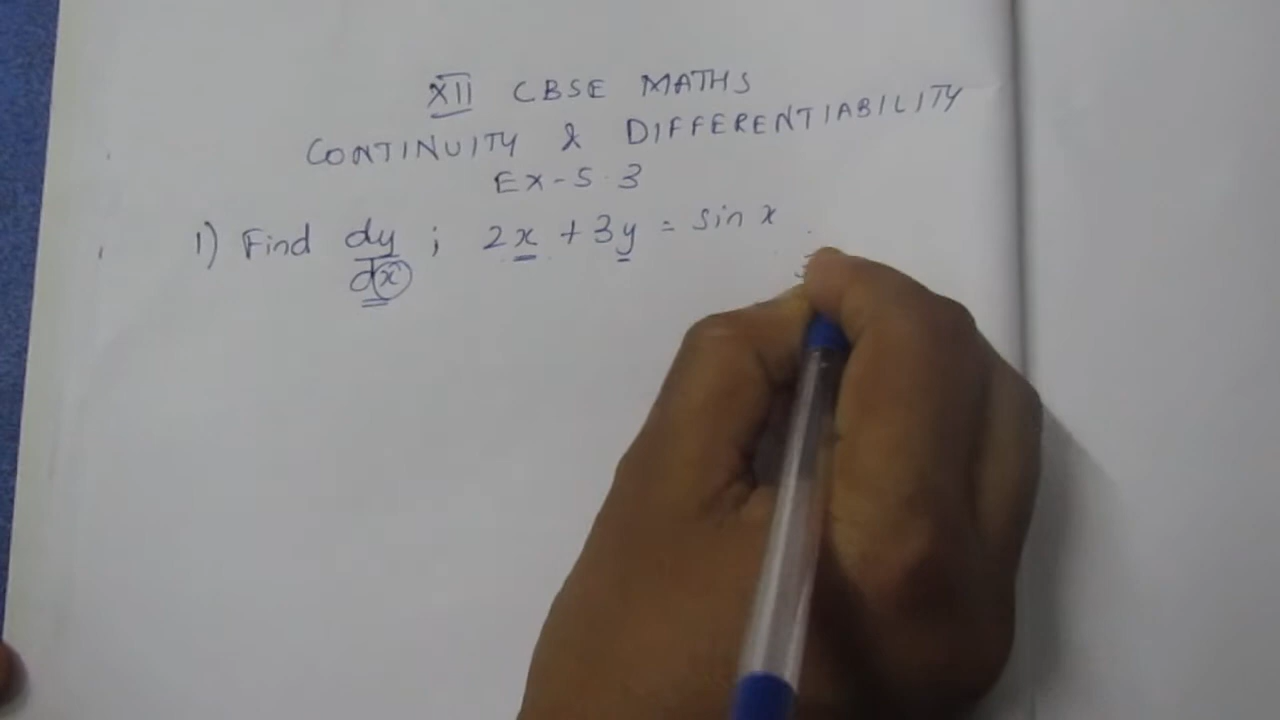 XII CBSE MATHS
CONTINUITY & DIFFERENTIABILITY
EX-5.3
1) Find dy/dx ; 2x + 3y = sin x